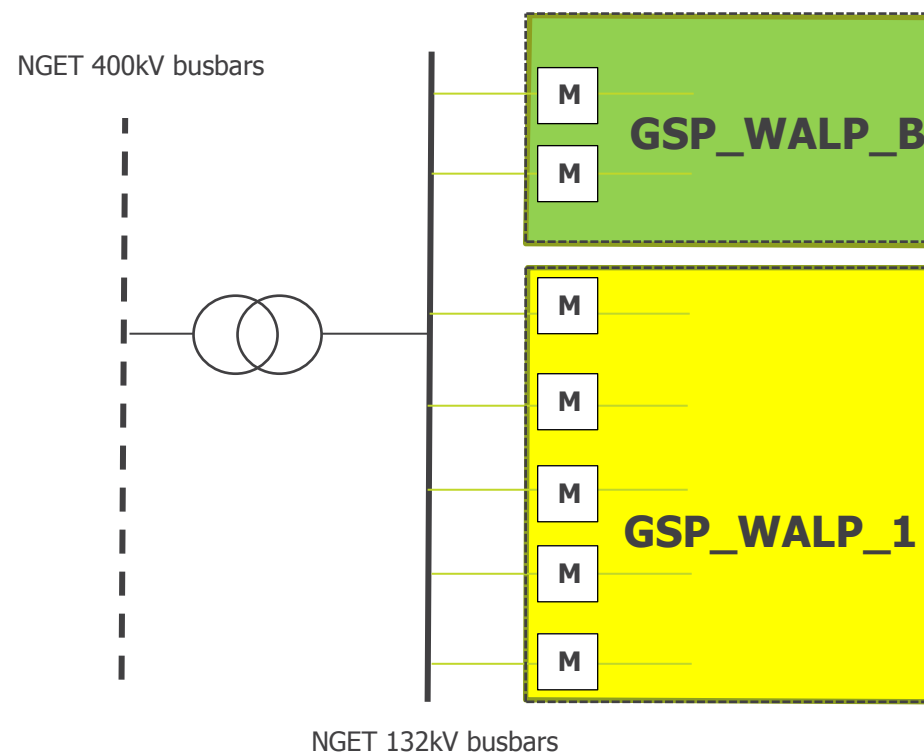 NGET 400kV busbars
M
GSP_WALP_B
M
M
M
M
GSP_WALP_1
M
M
NGET 132kV busbars